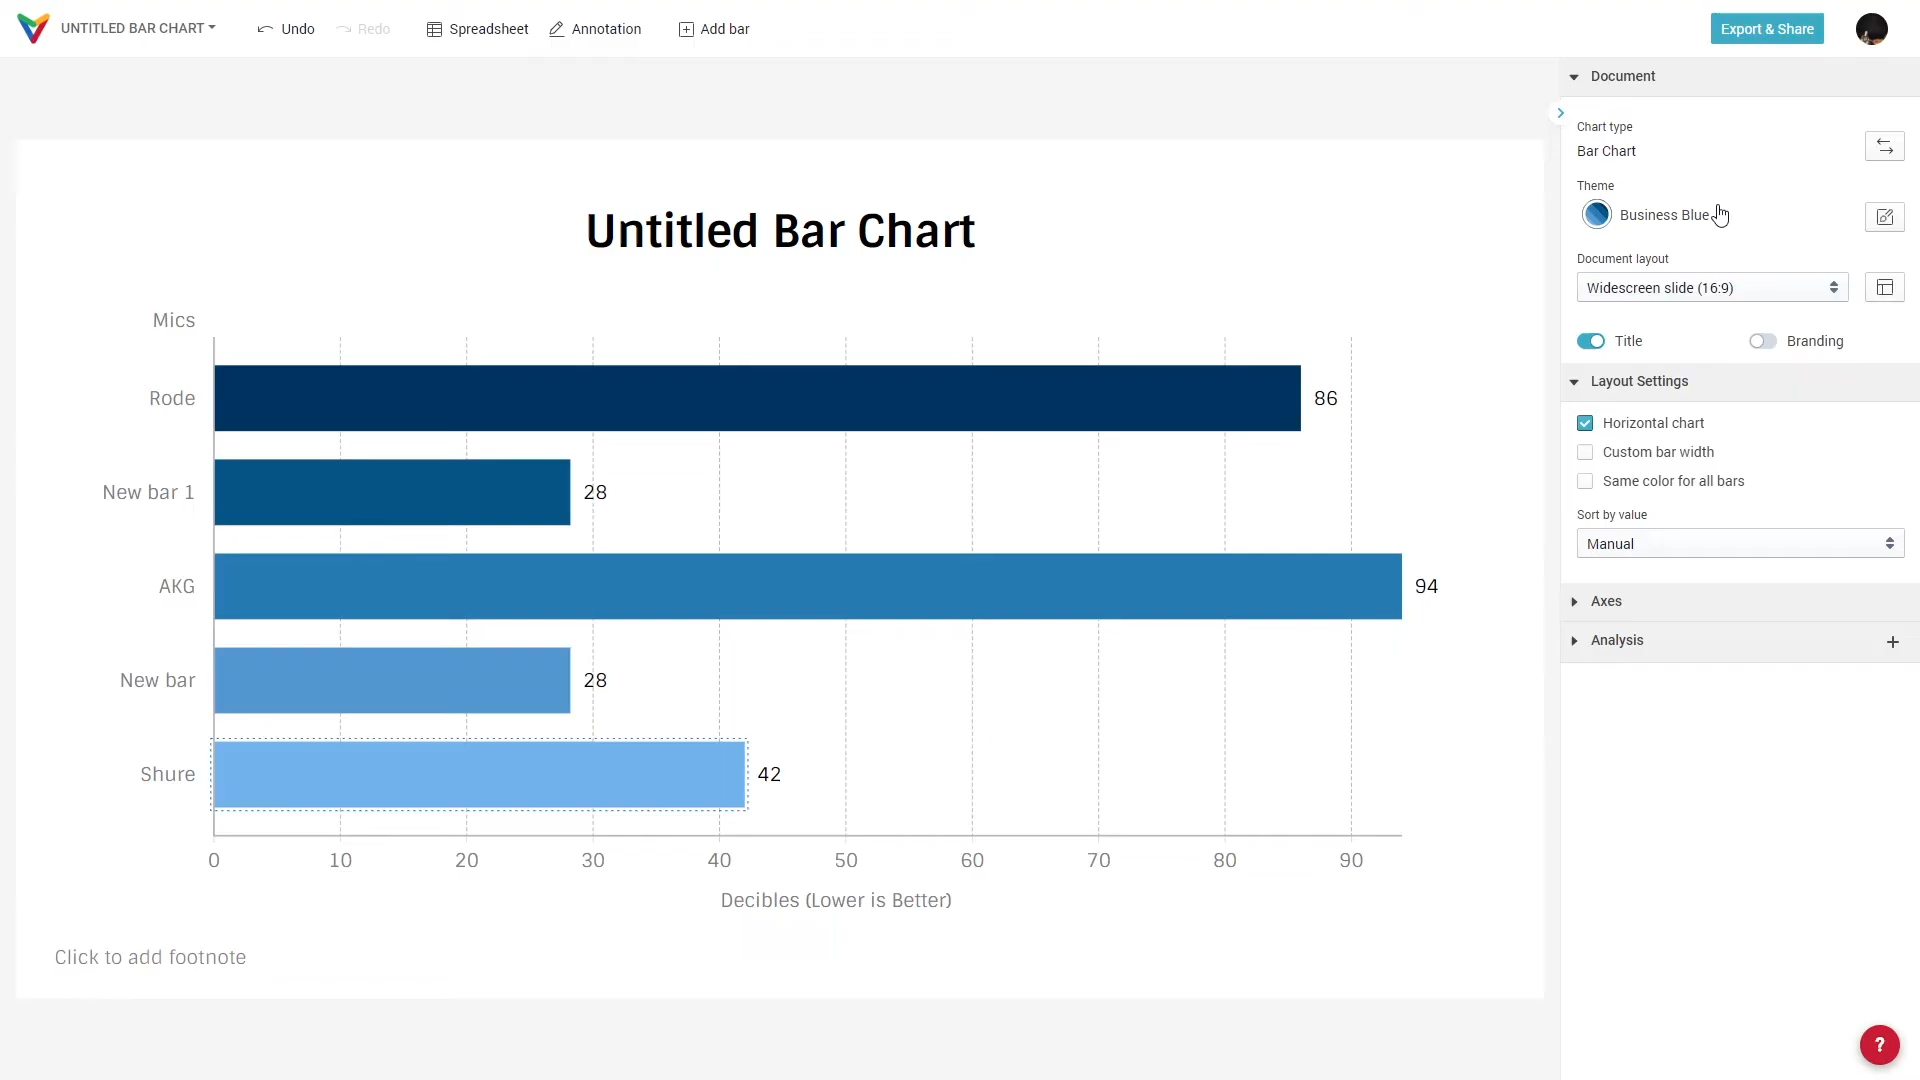 UNTITLED BAR CHART
Undo
Redo
Spreadsheet
Annotation
Add bar
Export & Share
Document
Chart type
Bar Chart
Theme
Business Blue
Document layout
Widescreen slide (16:9)
Title
Branding
Layout Settings
Horizontal chart
Custom bar width
Same color for all bars
Sort by value
Manual
Axes
Analysis
Untitled Bar Chart
Mics
Rode
86
New bar 1
28
AKG
94
New bar
28
Shure
42
0 10 20 30 40 50 60 70 80 90
Decibles (Lower is Better)
Click to add footnote
?